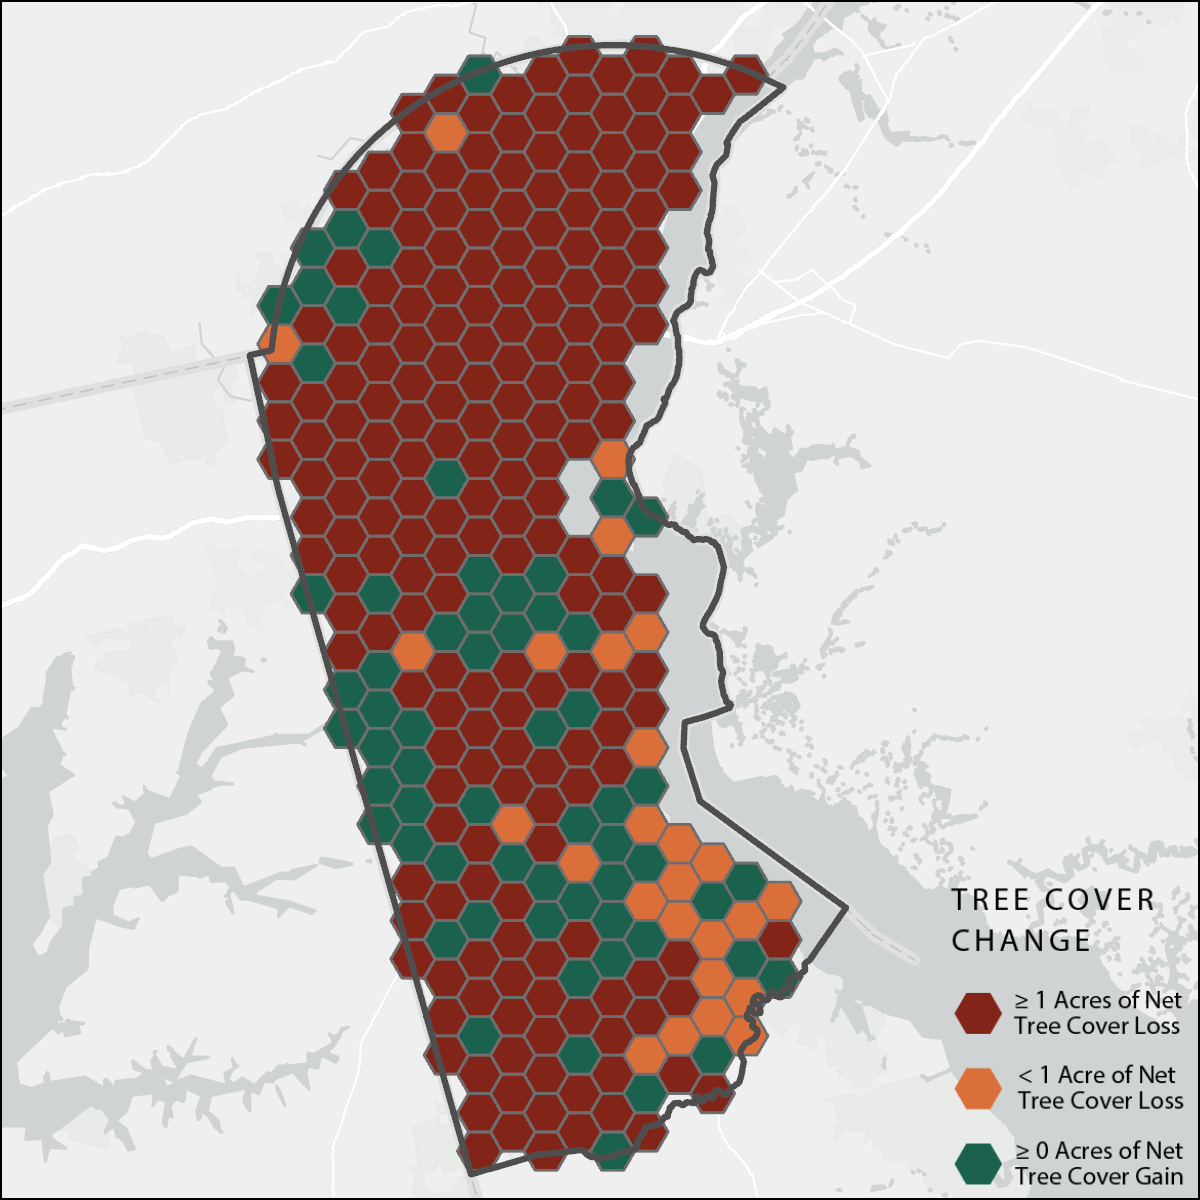 TREE COVER
CHANGE
≥ 1 Acres of Net
Tree Cover Loss
< 1 Acre of Net
Tree Cover Loss
≥ 0 Acres of Net
Tree Cover Gain